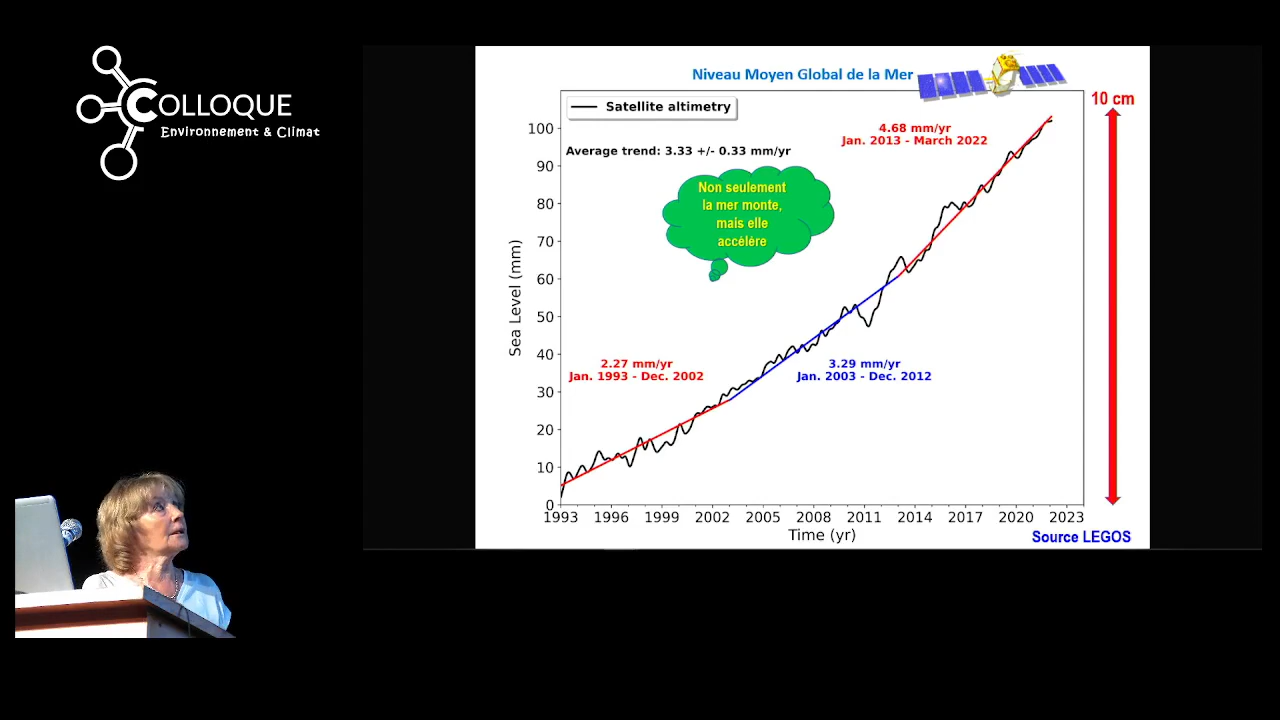 COLLOQUE
Environnement & Climat
Niveau Moyen Global de la Mer
10 cm
Satellite altimetry
4.68 mm/yr
Jan. 2013 - March 2022
Average trend: 3.33 +/- 0.33 mm/yr
Non seulement
la mer monte,
mais elle
accèlère
2.27 mm/yr
Jan. 1993 - Dec. 2002
3.29 mm/yr
Jan. 2003 - Dec. 2012
Sea Level (mm)
100
90
80
70
60
50
40
30
20
10
0
1993 1996 1999 2002 2005 2008 2011 2014 2017 2020 2023
Time (yr)
Source LEGOS